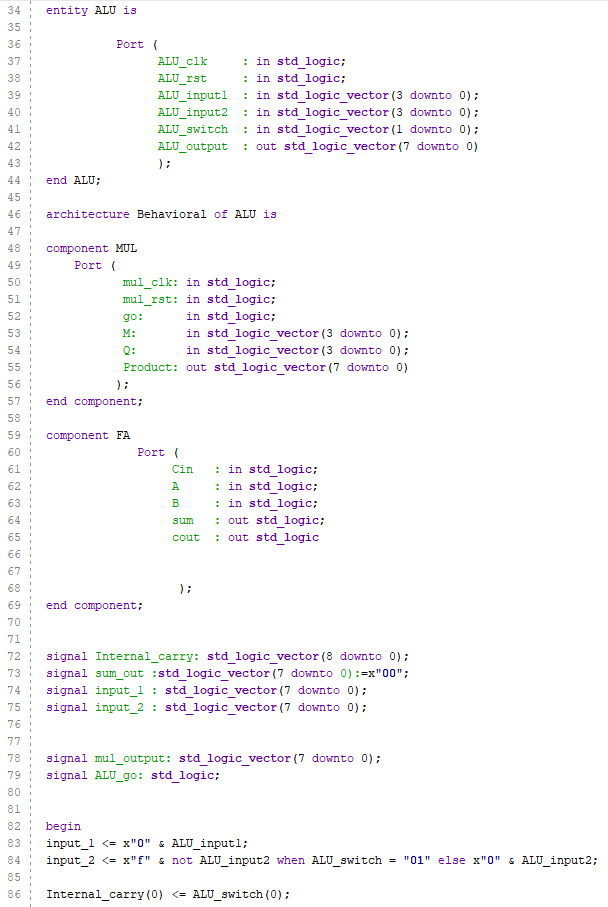 34 entity ALU is
35
36 Port (
37 ALU_clk : in std_logic;
38 ALU_rst : in std_logic;
39 ALU_input1 : in std_logic_vector(3 downto 0);
40 ALU_input2 : in std_logic_vector(3 downto 0);
41 ALU_switch : in std_logic_vector(1 downto 0);
42 ALU_output : out std_logic_vector(7 downto 0)
43 );
44 end ALU;
45
46 architecture Behavioral of ALU is
47
48 component MUL
49 Port (
50 mul_clk: in std_logic;
51 mul_rst: in std_logic;
52 go: in std_logic;
53 M: in std_logic_vector(3 downto 0);
54 Q: in std_logic_vector(3 downto 0);
55 Product: out std_logic_vector(7 downto 0)
56 );
57 end component;
58
59 component FA
60 Port (
61 Cin : in std_logic;
62 A : in std_logic;
63 B : in std_logic;
64 sum : out std_logic;
65 cout : out std_logic
66
67
68 );
69 end component;
70
71
72 signal Internal_carry: std_logic_vector(8 downto 0);
73 signal sum_out :std_logic_vector(7 downto 0):=x"00";
74 signal input_1 : std_logic_vector(7 downto 0);
75 signal input_2 : std_logic_vector(7 downto 0);
76
77
78 signal mul_output: std_logic_vector(7 downto 0);
79 signal ALU_go: std_logic;
80
81
82 begin
83 input_1 <= x"0" & ALU_input1;
84 input_2 <= x"f" & not ALU_input2 when ALU_switch = "01" else x"0" & ALU_input2;
85
86 Internal_carry(0) <= ALU_switch(0);